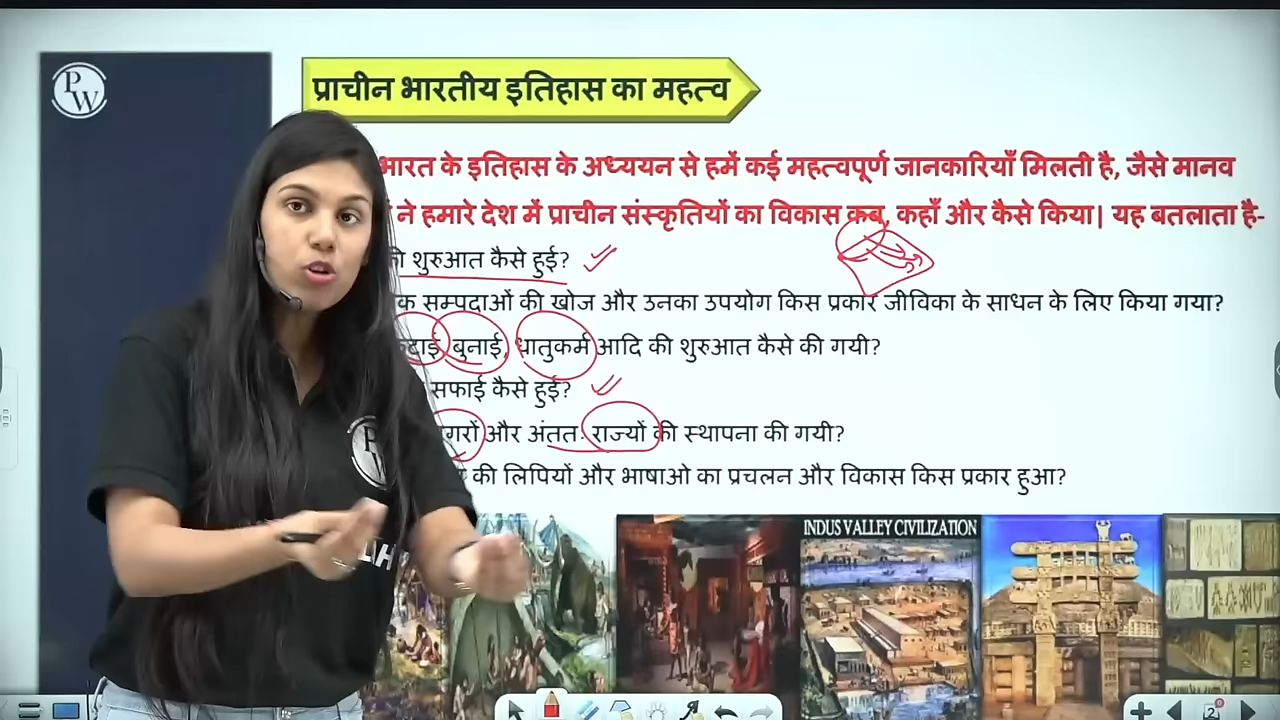 PW
प्राचीन भारतीय इतिहास का महत्व
भारत के इतिहास के अध्ययन से हमें कई महत्वपूर्ण जानकारियाँ मिलती है, जैसे मानव
ने हमारे देश में प्राचीन संस्कृतियों का विकास कब, कहाँ और कैसे किया| यह बतलाता है-
की शुरुआत कैसे हुई?
सम्पदाओं की खोज और उनका उपयोग किस प्रकार जीविका के साधन के लिए किया गया?
बुनाई, धातुकर्म आदि की शुरुआत कैसे की गयी?
सफाई कैसे हुई?
और अंततः राज्यों की स्थापना की गयी?
की लिपियों और भाषाओ का प्रचलन और विकास किस प्रकार हुआ?
INDUS VALLEY CIVILIZATION
PW
2